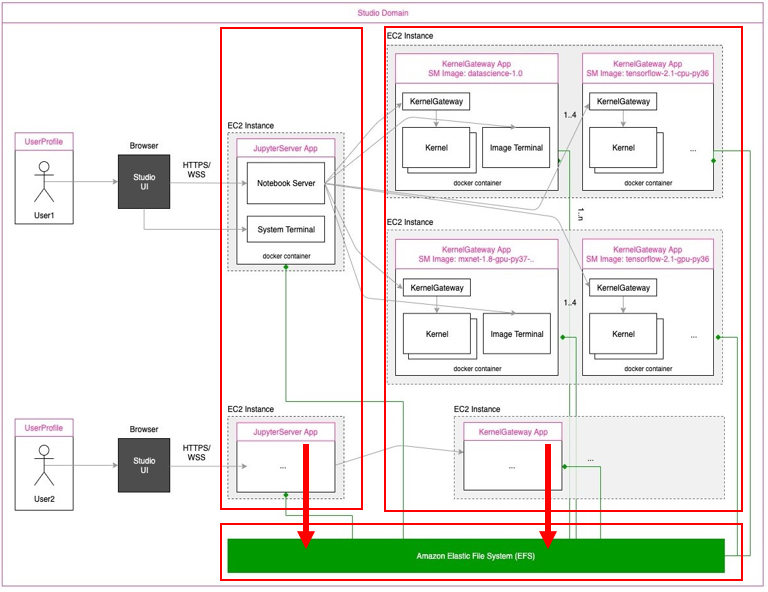 Studio Domain
EC2 Instance
KernelGateway App
SM Image: datascience-1.0
KernelGateway
Kernel
Image Terminal
docker container
1..4
KernelGateway App
SM Image: tensorflow-2.1-cpu-py36
KernelGateway
Kernel
...
docker container
1..n
EC2 Instance
JupyterServer App
Notebook Server
System Terminal
docker container
UserProfile
User1
Browser
Studio
UI
HTTPS/
WSS
EC2 Instance
KernelGateway App
SM Image: mxnet-1.8-gpu-py37-..
KernelGateway
Kernel
Image Terminal
docker container
1..4
KernelGateway App
SM Image: tensorflow-2.1-gpu-py36
KernelGateway
Kernel
...
docker container
UserProfile
User2
Browser
Studio
UI
HTTPS/
WSS
EC2 Instance
JupyterServer App
...
EC2 Instance
KernelGateway App
...
...
Amazon Elastic File System (EFS)